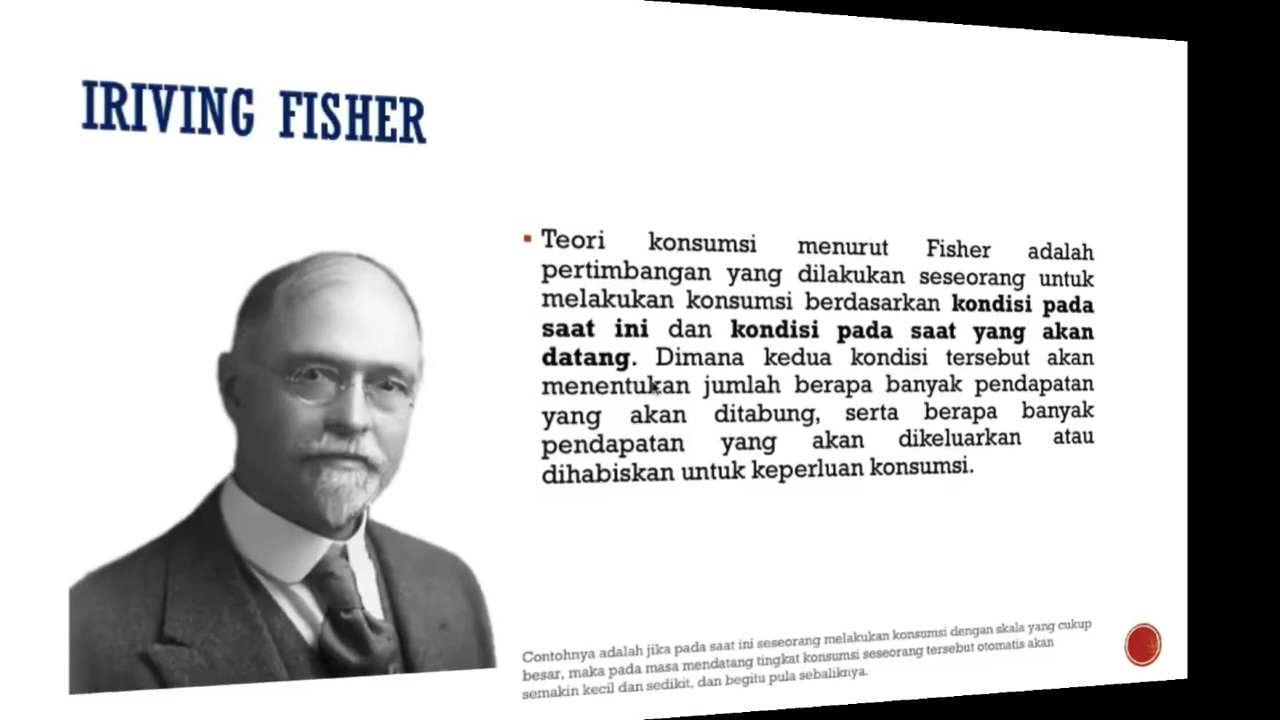 IRIVING FISHER
Teori konsumsi menurut Fisher adalah
pertimbangan yang dilakukan seseorang untuk
melakukan konsumsi berdasarkan kondisi pada
saat ini dan kondisi pada saat yang akan
datang. Dimana kedua kondisi tersebut akan
menentukan jumlah berapa banyak pendapatan
yang akan ditabung, serta berapa banyak
pendapatan yang akan dikeluarkan atau
dihabiskan untuk keperluan konsumsi.
Contohnya adalah jika pada saat ini seseorang melakukan konsumsi dengan skala yang cukup
besar, maka pada masa mendatang tingkat konsumsi seseorang tersebut otomatis akan
semakin kecil dan sedikit, dan begitu pula sebaliknya.